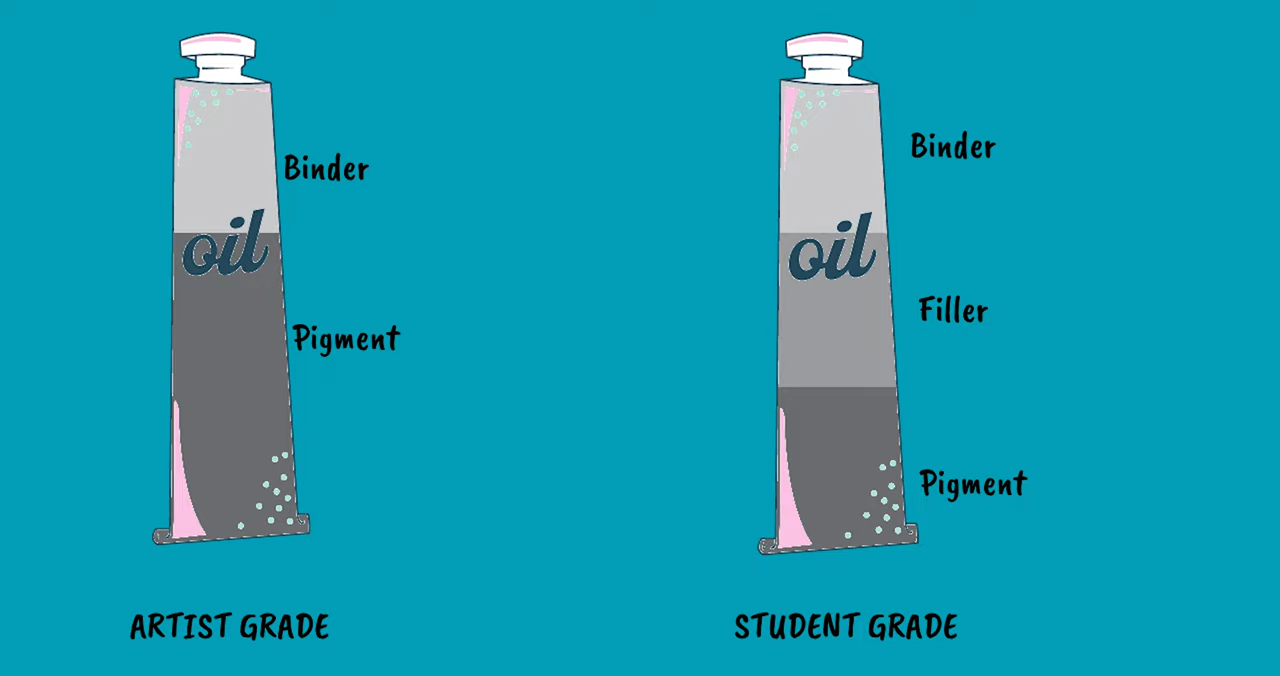 Binder
oil
Pigment
ARTIST GRADE
Binder
oil
Filler
Pigment
STUDENT GRADE